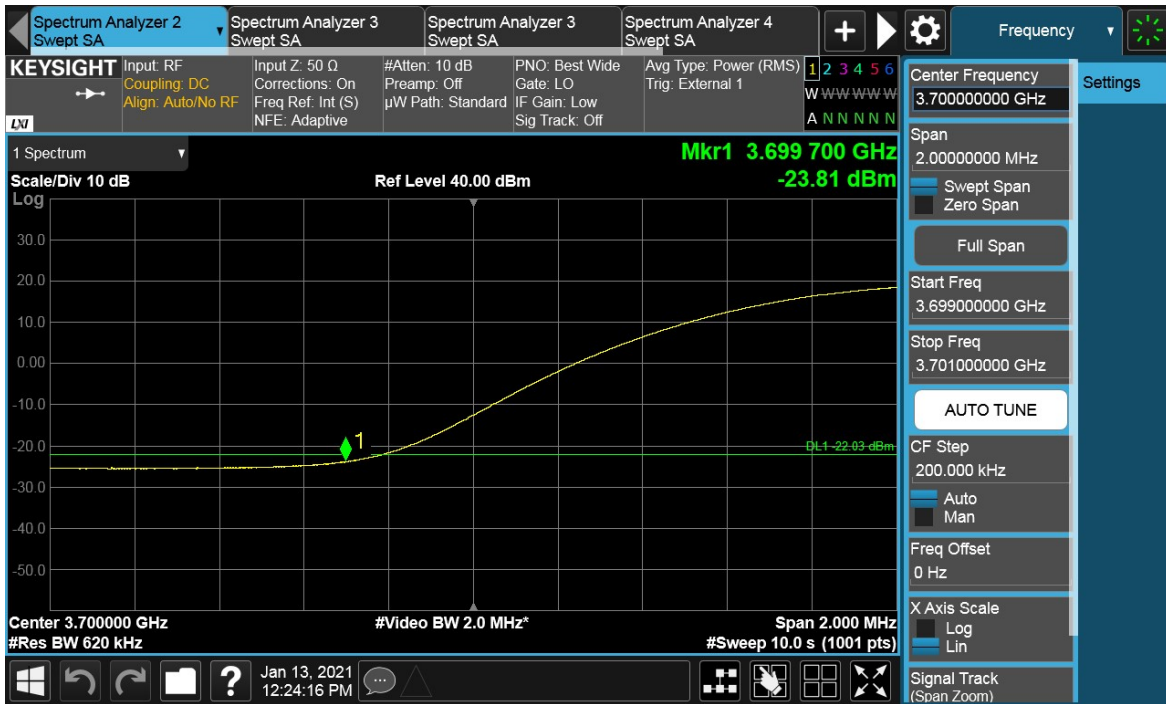 Spectrum Analyzer 2
Swept SA
Spectrum Analyzer 3
Swept SA
Spectrum Analyzer 3
Swept SA
Spectrum Analyzer 4
Swept SA
Frequency
KEYSIGHT
LXI
Input: RF
Coupling: DC
Align: Auto/No RF
Input Z: 50 Ω
Corrections: On
Freq Ref: Int (S)
NFE: Adaptive
#Atten: 10 dB
Preamp: Off
µW Path: Standard
PNO: Best Wide
Gate: LO
IF Gain: Low
Sig Track: Off
Avg Type: Power (RMS)
Trig: External 1
1 2 3 4 5 6
W W W W W W
A N N N N N
1 Spectrum
Scale/Div 10 dB
Log
Ref Level 40.00 dBm
Mkr1 3.699 700 GHz
-23.81 dBm
30.0
20.0
10.0
0.00
-10.0
-20.0
-30.0
-40.0
-50.0
1
DL1 -22.03 dBm
Center 3.700000 GHz
#Res BW 620 kHz
#Video BW 2.0 MHz*
Span 2.000 MHz
#Sweep 10.0 s (1001 pts)
?
Jan 13, 2021
12:24:16 PM
Center Frequency
3.700000000 GHz
Span
2.00000000 MHz
Swept Span
Zero Span
Full Span
Start Freq
3.699000000 GHz
Stop Freq
3.701000000 GHz
AUTO TUNE
CF Step
200.000 kHz
Auto
Man
Freq Offset
0 Hz
X Axis Scale
Log
Lin
Signal Track
(Span Zoom)
Settings